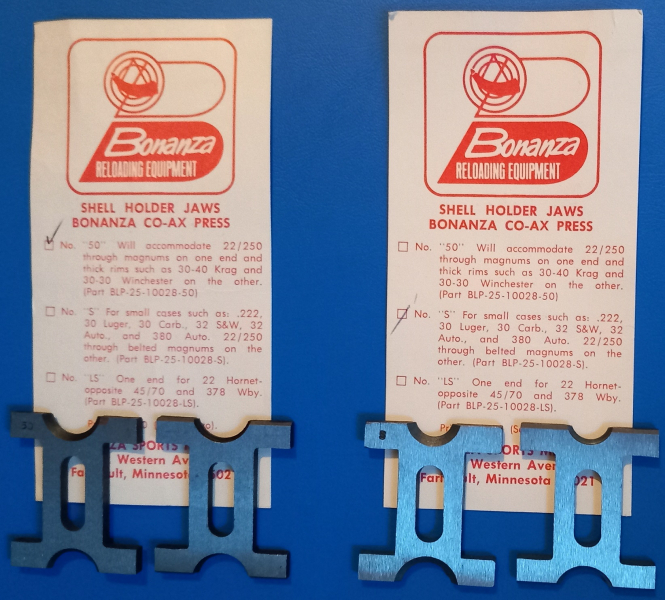 Bonanza
RELOADING EQUIPMENT
SHELL HOLDER JAWS
BONANZA CO-AX PRESS
No. "50" Will accommodate 22/250
through magnums on one end and
thick rims such as 30-40 Krag and
30-30 Winchester on the other.
(Part BLP-25-10028-50)
No. "S" For small cases such as: .222,
30 Luger, 30 Carb., 32 S&W, 32
Auto., and 380 Auto. 22/250
through belted magnums on the
other. (Part BLP-25-10028-S).
No. "LS" One end for 22 Hornet-
opposite 45/70 and 378 Wby.
(Part BLP-25-10028-LS).
SPORTS
Western
Minnesota
Bonanza
RELOADING EQUIPMENT
SHELL HOLDER JAWS
BONANZA CO-AX PRESS
No. "50" Will accommodate 22/250
through magnums on one end and
thick rims such as 30-40 Krag and
30-30 Winchester on the other.
(Part BLP-25-10028-50)
No. "S" For small cases such as: .222,
30 Luger, 30 Carb., 32 S&W, 32
Auto., and 380 Auto. 22/250
through belted magnums on the
other. (Part BLP-25-10028-S).
No. "LS" One end for 22 Hornet-
opposite 45/70 and 378 Wby.
(Part BLP-25-10028-LS).
SPORTS
Western
Minnesota